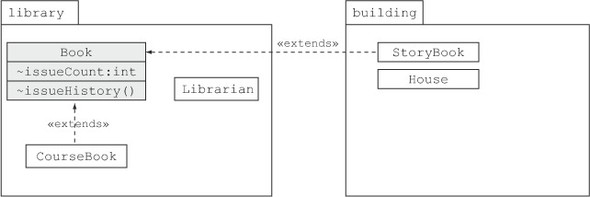 library
Book
~issueCount:int
~issueHistory()
«extends»
CourseBook
Librarian
«extends»
building
StoryBook
House